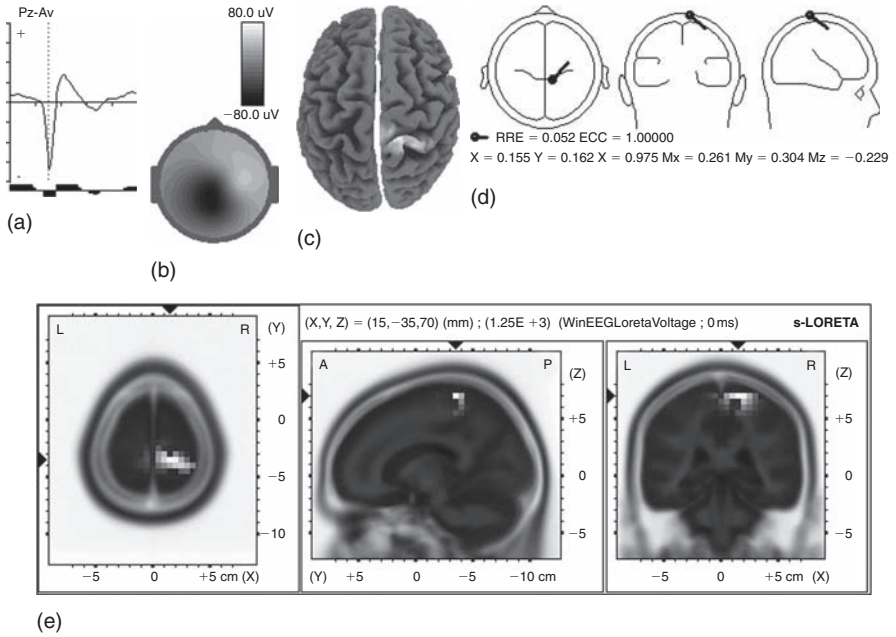 Pz-Av
+
-
(a)
80.0 uV
−80.0 uV
(b)
(c)
RRE = 0.052 ECC = 1.00000
X = 0.155 Y = 0.162 X = 0.975 Mx = 0.261 My = 0.304 Mz = −0.229
(d)
(X,Y, Z) = (15,−35,70) (mm) ; (1.25E +3) (WinEEGLoretaVoltage ; 0 ms) s-LORETA
L R (Y)
+5
0
−5
−10
−5 0 +5 cm (X)
A P (Z)
+5
0
−5
(Y) +5 0 −5 −10 cm
L R (Z)
+5
0
−5
−5 0 +5 cm (X)
(e)